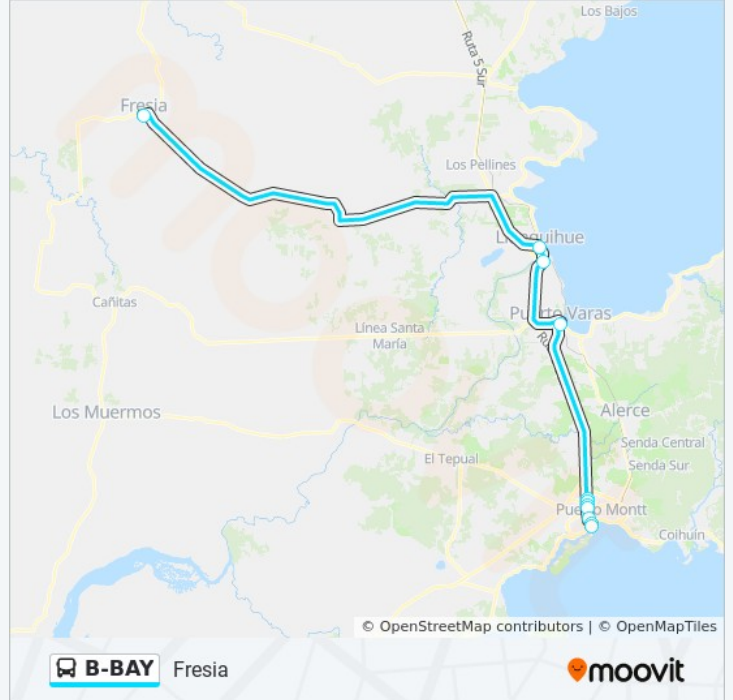 Los Bajos
Ruta 5 Sur
Fresia
Los Pellines
Llanquihue
Puerto Varas
Cañitas
Línea Santa
María
Los Muermos
Alerce
Senda Central
El Tepual
Senda Sur
Puerto Montt
Coihuín
© OpenStreetMap contributors | © OpenMapTiles
B-BAY Fresia
moovit